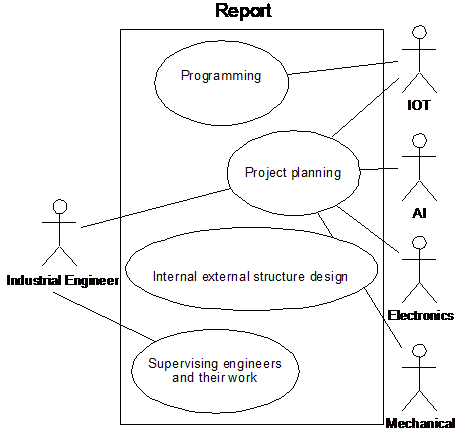 Report
Programming
IOT
Project planning
AI
Industrial Engineer
Internal external structure design
Electronics
Supervising engineers
and their work
Mechanical